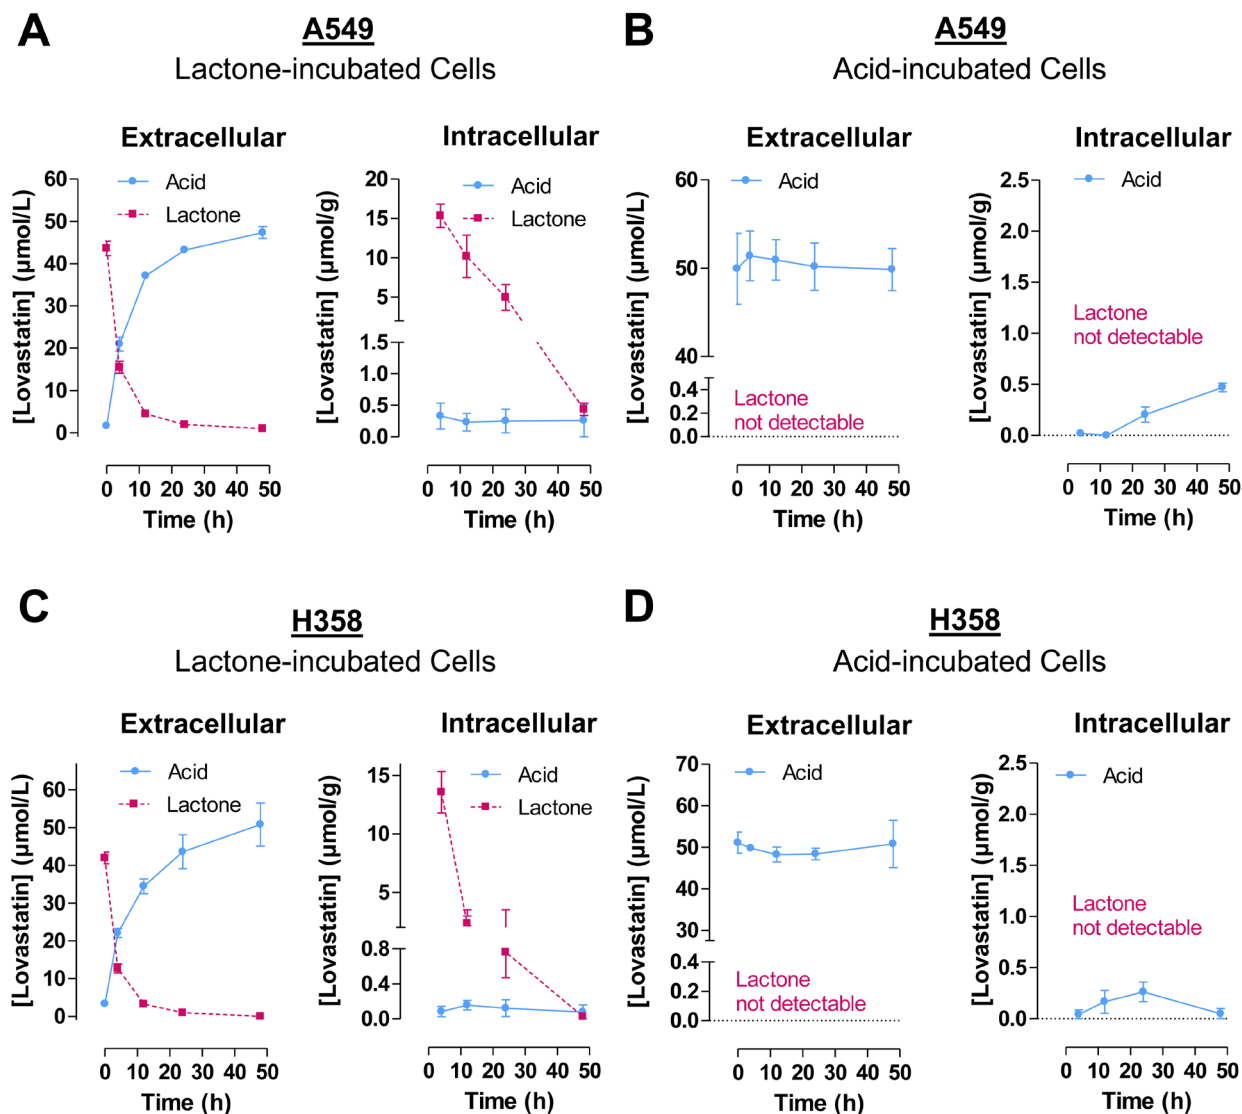 A
A549
Lactone-incubated Cells
Extracellular
[Lovastatin] (µmol/L)
60
50
40
30
20
10
0
Acid
Lactone
0 10 20 30 40 50
Time (h)
Intracellular
[Lovastatin] (µmol/g)
20
15
10
5
1.5
1.0
0.5
0.0
Acid
Lactone
0 10 20 30 40 50
Time (h)
B
A549
Acid-incubated Cells
Extracellular
[Lovastatin] (µmol/L)
60
50
40
0.4
0.2
0.0
Acid
Lactone
not detectable
0 10 20 30 40 50
Time (h)
Intracellular
[Lovastatin] (µmol/g)
2.5
2.0
1.5
1.0
0.5
0.0
Acid
Lactone
not detectable
0 10 20 30 40 50
Time (h)
C
H358
Lactone-incubated Cells
Extracellular
[Lovastatin] (µmol/L)
60
50
40
30
20
10
0
Acid
Lactone
0 10 20 30 40 50
Time (h)
Intracellular
[Lovastatin] (µmol/g)
15
10
5
0.8
0.4
0.0
Acid
Lactone
0 10 20 30 40 50
Time (h)
D
H358
Acid-incubated Cells
Extracellular
[Lovastatin] (µmol/L)
70
60
50
40
30
0.4
0.2
0.0
Acid
Lactone
not detectable
0 10 20 30 40 50
Time (h)
Intracellular
[Lovastatin] (µmol/g)
2.5
2.0
1.5
1.0
0.5
0.0
Acid
Lactone
not detectable
0 10 20 30 40 50
Time (h)